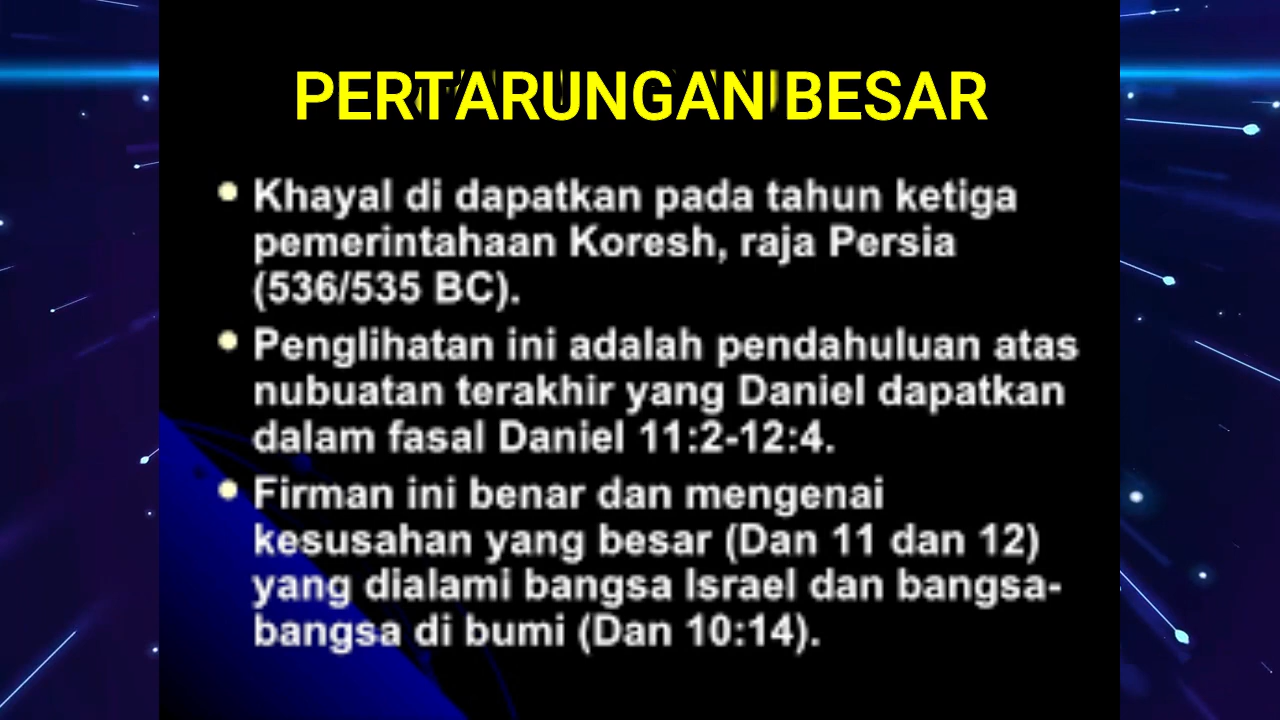 PERTARUNGAN BESAR
Khayal di dapatkan pada tahun ketiga
pemerintahaan Koresh, raja Persia
(536/535 BC).
Penglihatan ini adalah pendahuluan atas
nubuatan terakhir yang Daniel dapatkan
dalam fasal Daniel 11:2-12:4.
Firman ini benar dan mengenai
kesusahan yang besar (Dan 11 dan 12)
yang dialami bangsa Israel dan bangsa-
bangsa di bumi (Dan 10:14).